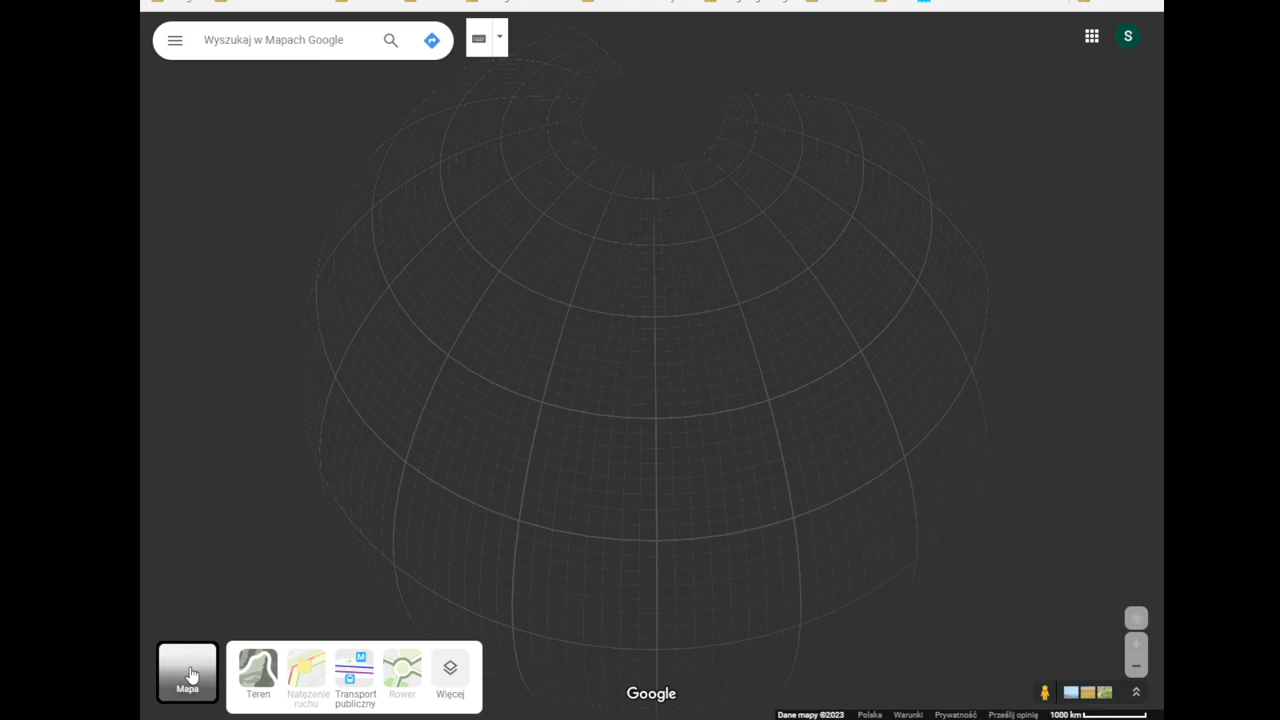 Wyszukaj w Mapach Google
S
Mapa
Teren
Natężenie
ruchu
M
Transport
publiczny
Rower
Więcej
Google
Dane mapy ©2023 Polska Warunki Prywatność Prześlij opinię 1000 km